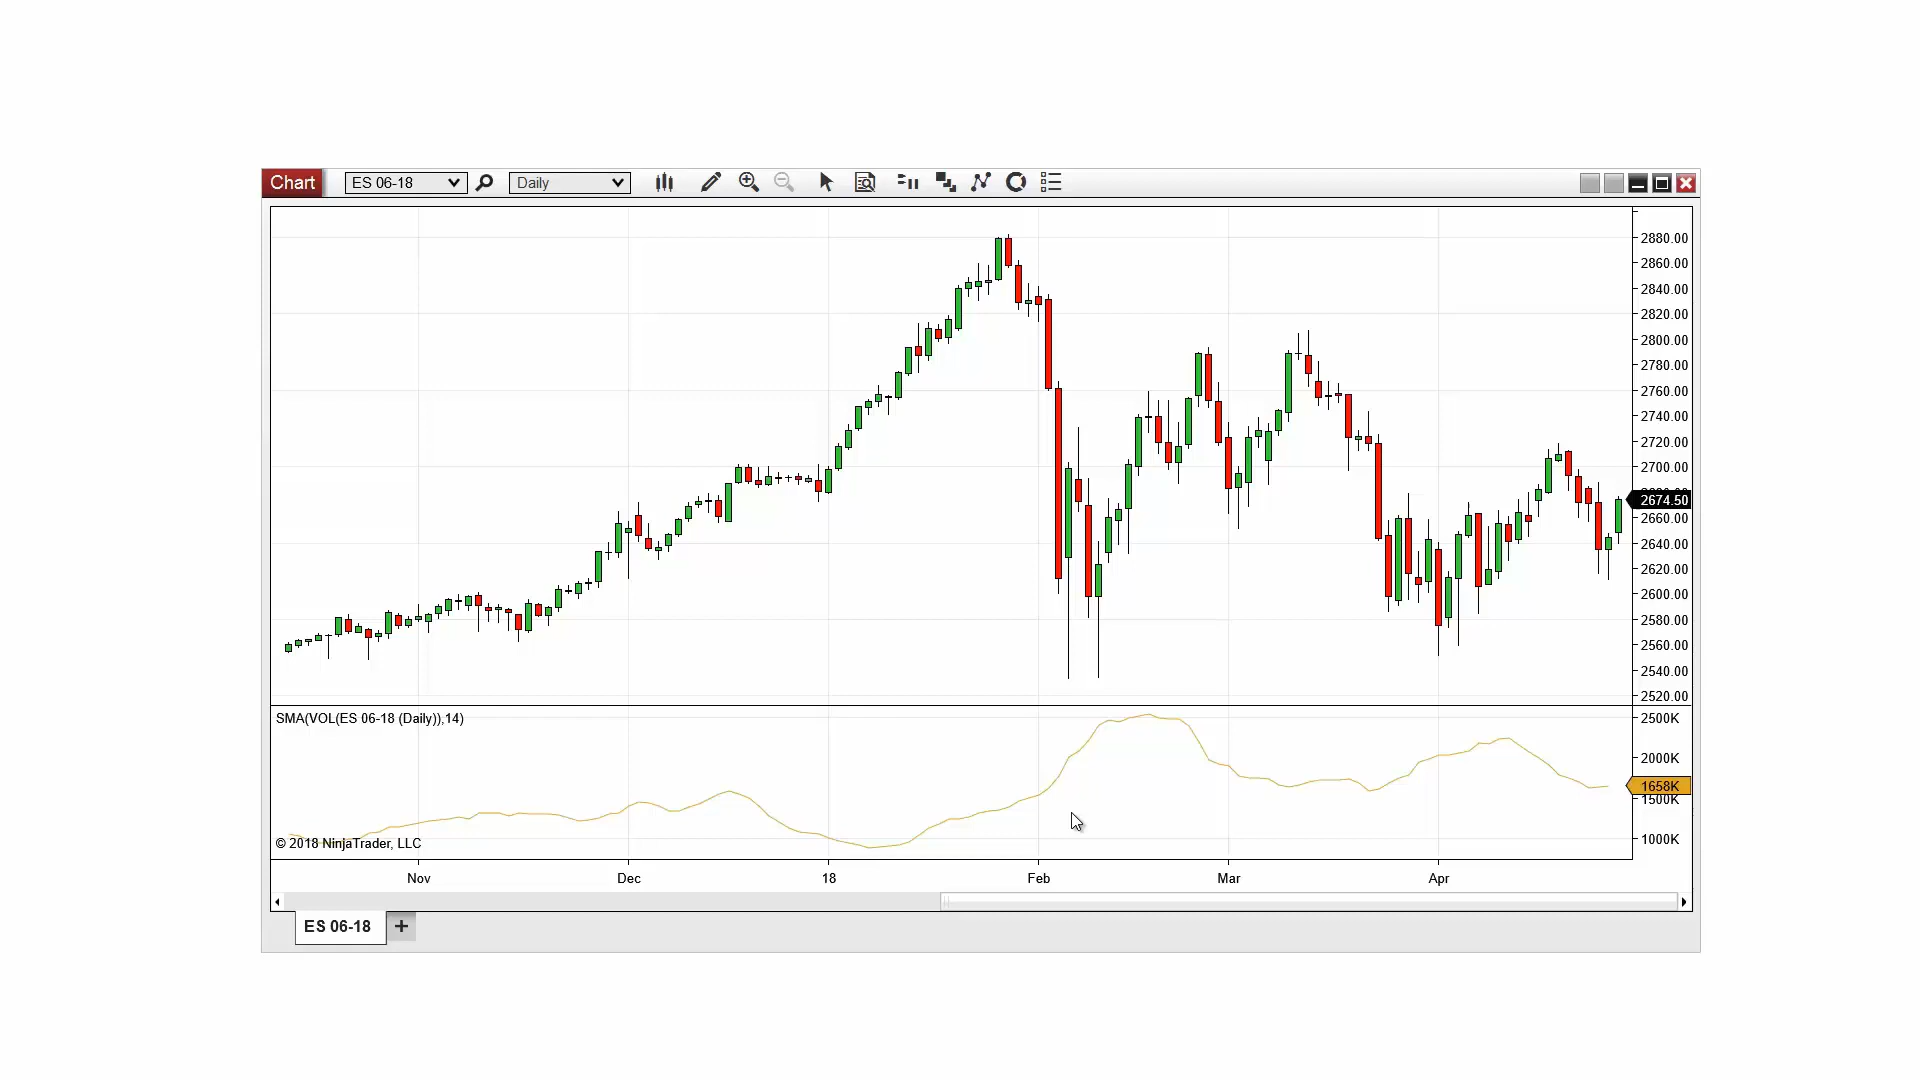 Chart ES 06-18 Daily
2880.00
2860.00
2840.00
2820.00
2800.00
2780.00
2760.00
2740.00
2720.00
2700.00
2674.50
2660.00
2640.00
2620.00
2600.00
2580.00
2560.00
2540.00
2520.00
SMA(VOL(ES 06-18 (Daily)),14)
2500K
2000K
1658K
1500K
1000K
© 2018 NinjaTrader, LLC
Nov Dec 18 Feb Mar Apr
ES 06-18 +